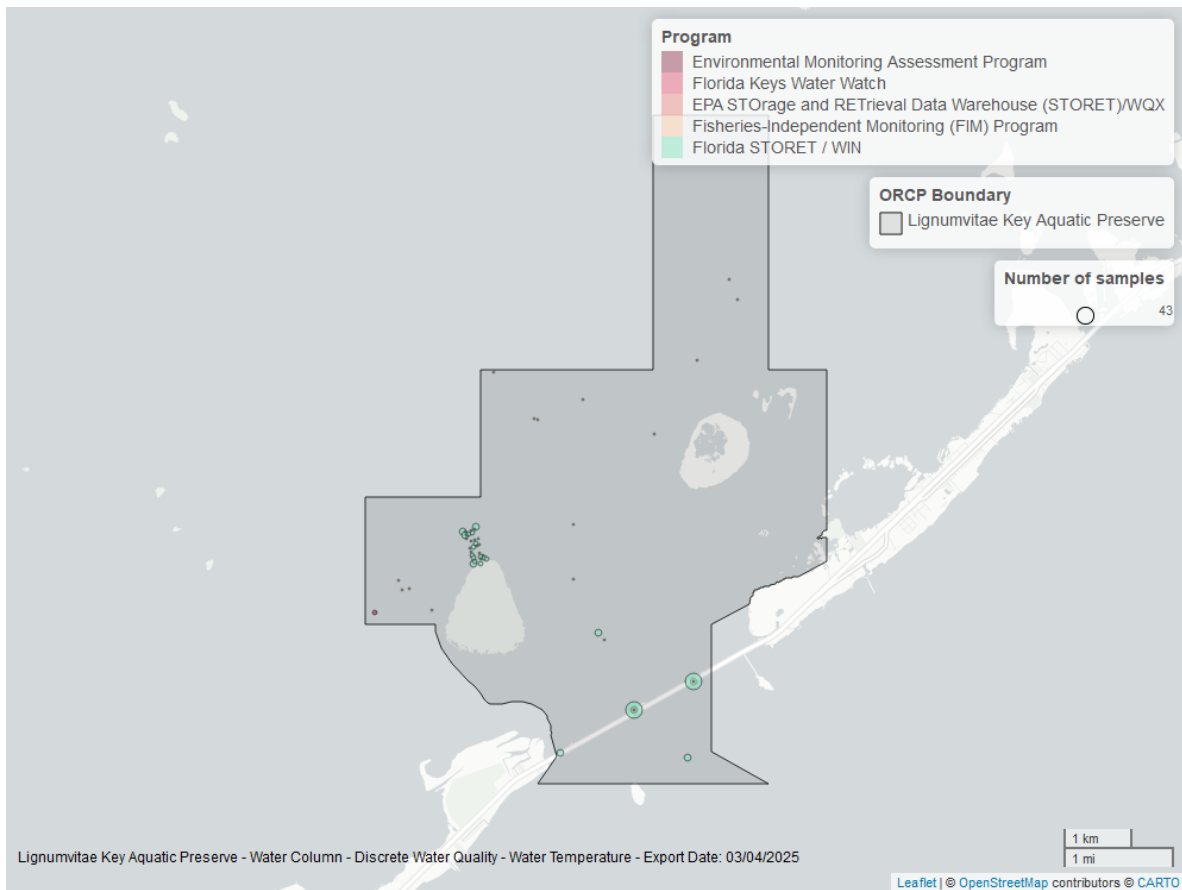 Program
Environmental Monitoring Assessment Program
Florida Keys Water Watch
EPA STOrage and RETrieval Data Warehouse (STORET)/WQX
Fisheries-Independent Monitoring (FIM) Program
Florida STORET / WIN
ORCP Boundary
Lignumvitae Key Aquatic Preserve
Number of samples
43
1 km
1 mi
Lignumvitae Key Aquatic Preserve - Water Column - Discrete Water Quality - Water Temperature - Export Date: 03/04/2025
Leaflet | © OpenStreetMap contributors © CARTO